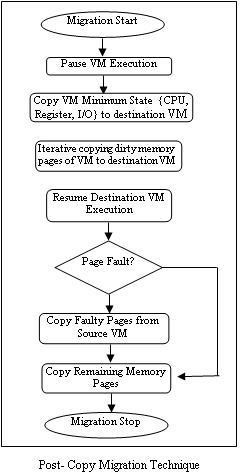 Migration Start
Pause VM Execution
Copy VM Minimum State {CPU,
Register, I/O} to destination VM
Iterative copying dirty memory
pages of VM to destination VM
Resume Destination VM
Execution
Page Fault?
Copy Faulty Pages from
Source VM
Copy Remaining Memory
Pages
Migration Stop
Post- Copy Migration Technique